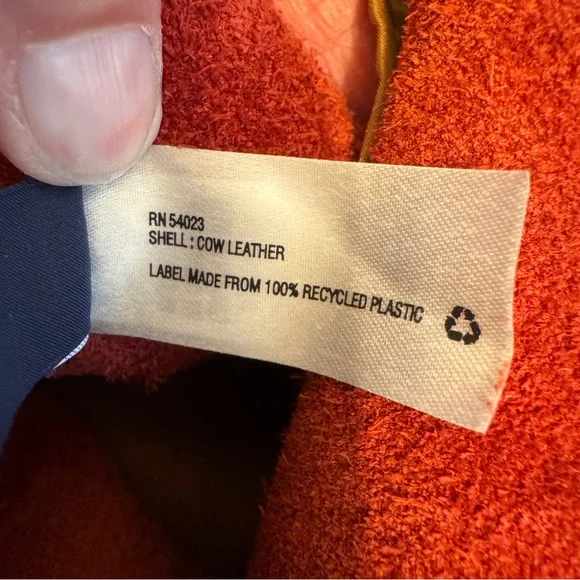 RN 54023
SHELL : COW LEATHER
LABEL MADE FROM 100% RECYCLED PLASTIC